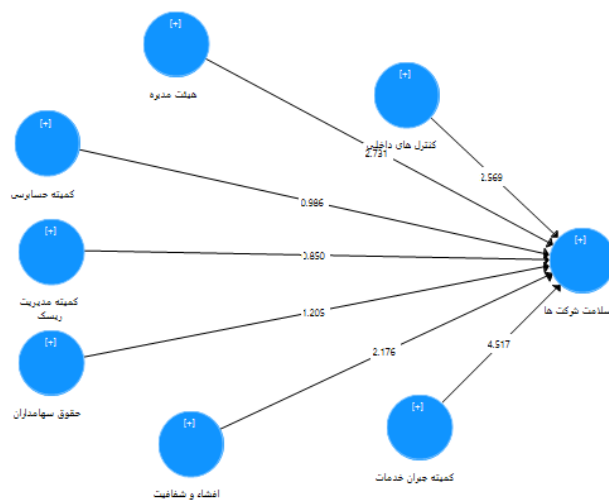 [+]
هیئت مدیره
[+]
کنترل های داخلی
2.731
2.569
[+]
کمیته حسابرسی
0.986
[+]
سلامت شرکت ها
[+]
کمیته مدیریت
ریسک
0.850
1.205
[+]
حقوق سهامداران
2.176
4.517
[+]
افشاء و شفافیت
[+]
کمیته جبران خدمات